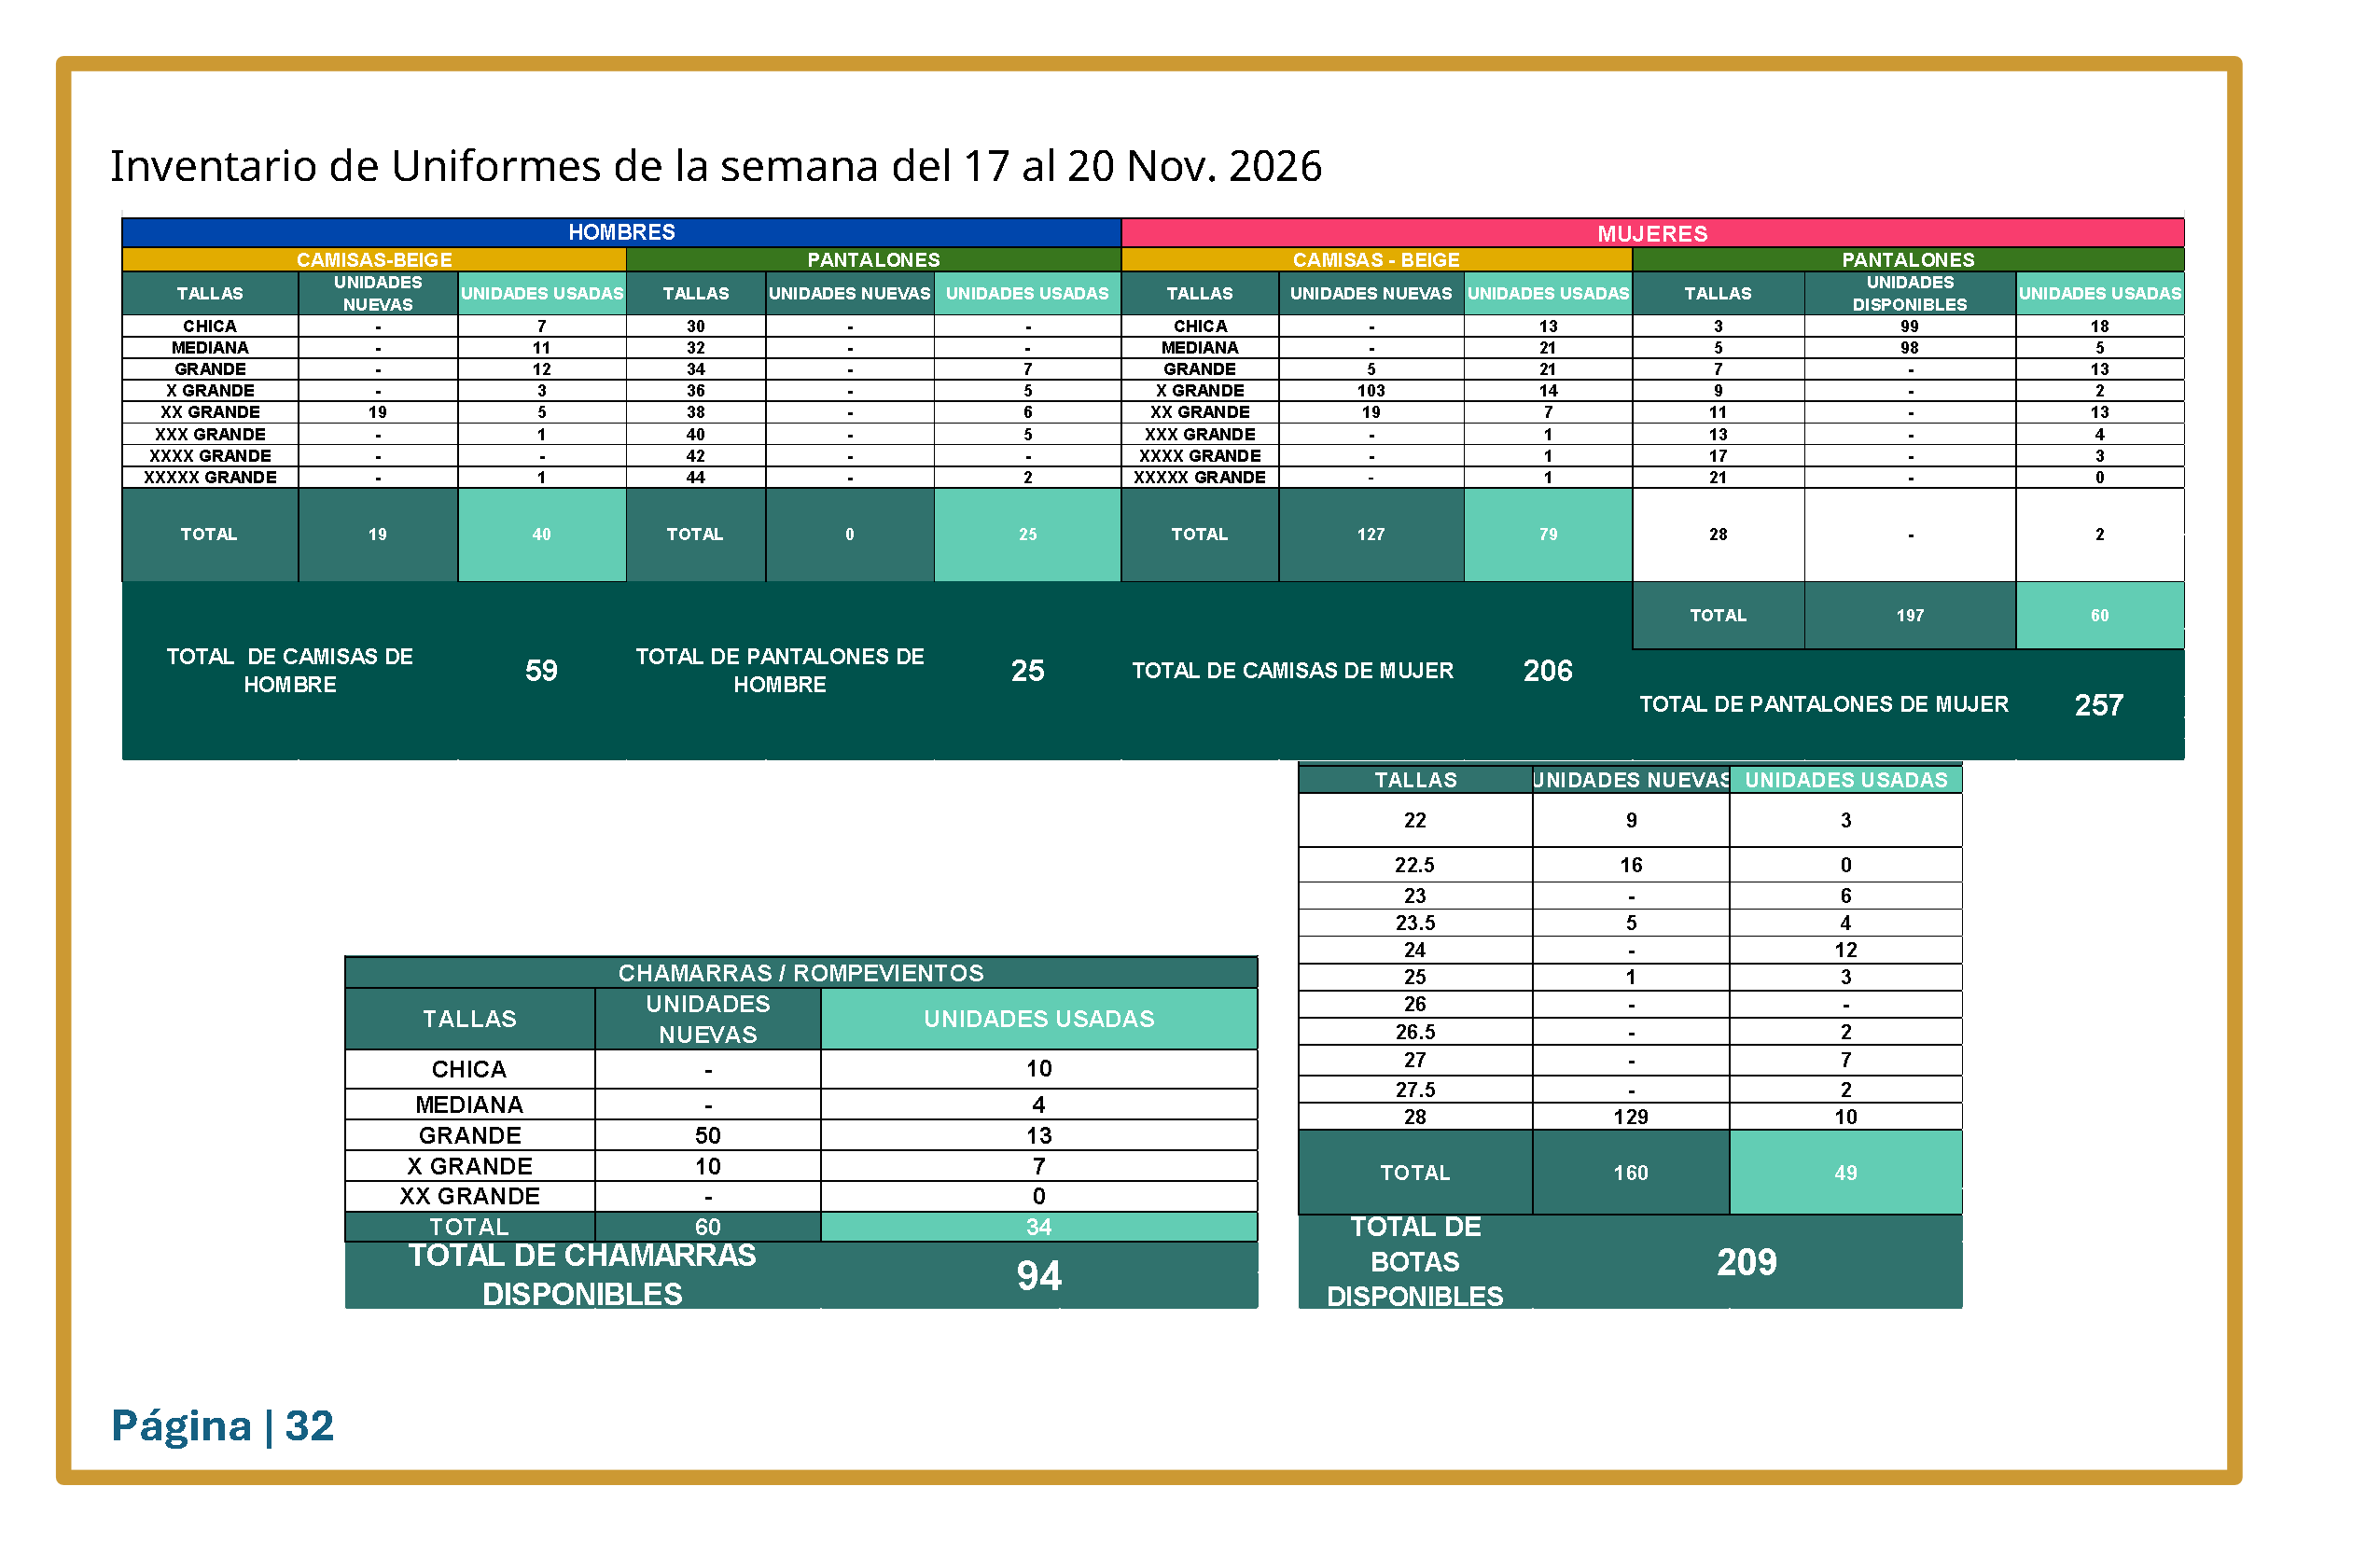 Inventario de Uniformes de la semana del 17 al 20 Nov. 2026
HOMBRES MUJERES
CAMISAS-BEIGE PANTALONES CAMISAS - BEIGE PANTALONES
TALLAS UNIDADES NUEVAS UNIDADES USADAS TALLAS UNIDADES NUEVAS UNIDADES USADAS TALLAS UNIDADES NUEVAS UNIDADES USADAS TALLAS UNIDADES DISPONIBLES UNIDADES USADAS
CHICA - 7 30 - - CHICA - 13 3 99 18
MEDIANA - 11 32 - - MEDIANA - 21 5 98 5
GRANDE - 12 34 - 7 GRANDE 5 21 7 - 13
X GRANDE - 3 36 - 5 X GRANDE 103 14 9 - 2
XX GRANDE 19 5 38 - 6 XX GRANDE 19 7 11 - 13
XXX GRANDE - 1 40 - 5 XXX GRANDE - 1 13 - 4
XXXX GRANDE - - 42 - - XXXX GRANDE - 1 17 - 3
XXXXX GRANDE - 1 44 - 2 XXXXX GRANDE - 1 21 - 0
TOTAL 19 40 TOTAL 0 25 TOTAL 127 79 28 - 2
TOTAL 197 60
TOTAL DE CAMISAS DE HOMBRE 59 TOTAL DE PANTALONES DE HOMBRE 25 TOTAL DE CAMISAS DE MUJER 206
TOTAL DE PANTALONES DE MUJER 257
CHAMARRAS / ROMPEVIENTOS
TALLAS UNIDADES NUEVAS UNIDADES USADAS
CHICA - 10
MEDIANA - 4
GRANDE 50 13
X GRANDE 10 7
XX GRANDE - 0
TOTAL 60 34
TOTAL DE CHAMARRAS
DISPONIBLES 94
TALLAS UNIDADES NUEVAS UNIDADES USADAS
22 9 3
22.5 16 0
23 - 6
23.5 5 4
24 - 12
25 1 3
26 - -
26.5 - 2
27 - 7
27.5 - 2
28 129 10
TOTAL 160 49
TOTAL DE
BOTAS 209
DISPONIBLES
Página | 32